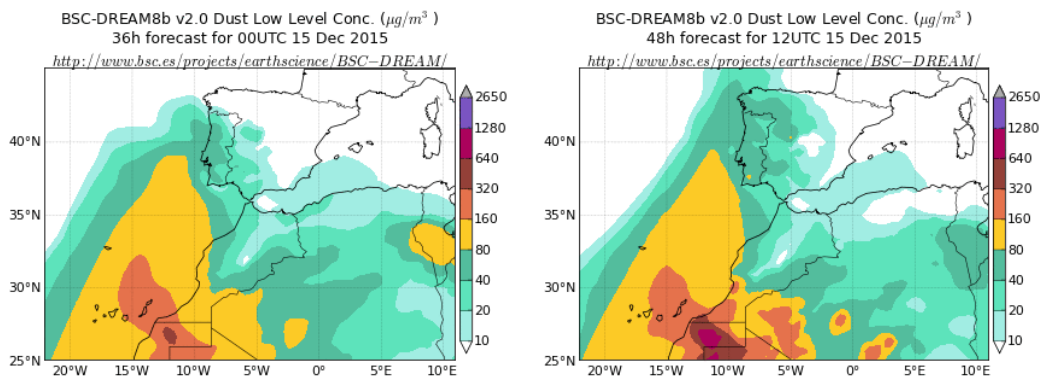 BSC-DREAM8b v2.0 Dust Low Level Conc. (μg/m³ )
36h forecast for 00UTC 15 Dec 2015
http://www.bsc.es/projects/earthscience/BSC−DREAM/
40°N
35°N
30°N
25°N
20°W
15°W
10°W
5°W
0°
5°E
10°E
2650
1280
640
320
160
80
40
20
10
BSC-DREAM8b v2.0 Dust Low Level Conc. (μg/m³ )
48h forecast for 12UTC 15 Dec 2015
http://www.bsc.es/projects/earthscience/BSC−DREAM/
40°N
35°N
30°N
25°N
20°W
15°W
10°W
5°W
0°
5°E
10°E
2650
1280
640
320
160
80
40
20
10